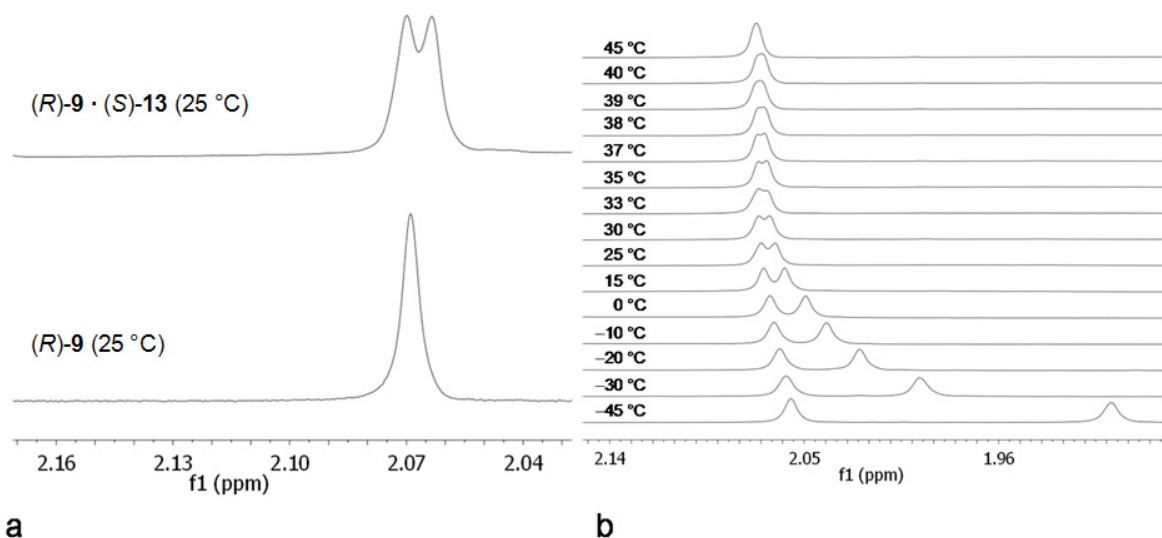 (R)-9 · (S)-13 (25 °C)
(R)-9 (25 °C)
2.16 2.13 2.10 2.07 2.04
f1 (ppm)
a
45 °C
40 °C
39 °C
38 °C
37 °C
35 °C
33 °C
30 °C
25 °C
15 °C
0 °C
–10 °C
–20 °C
–30 °C
–45 °C
2.14 2.05 1.96
f1 (ppm)
b